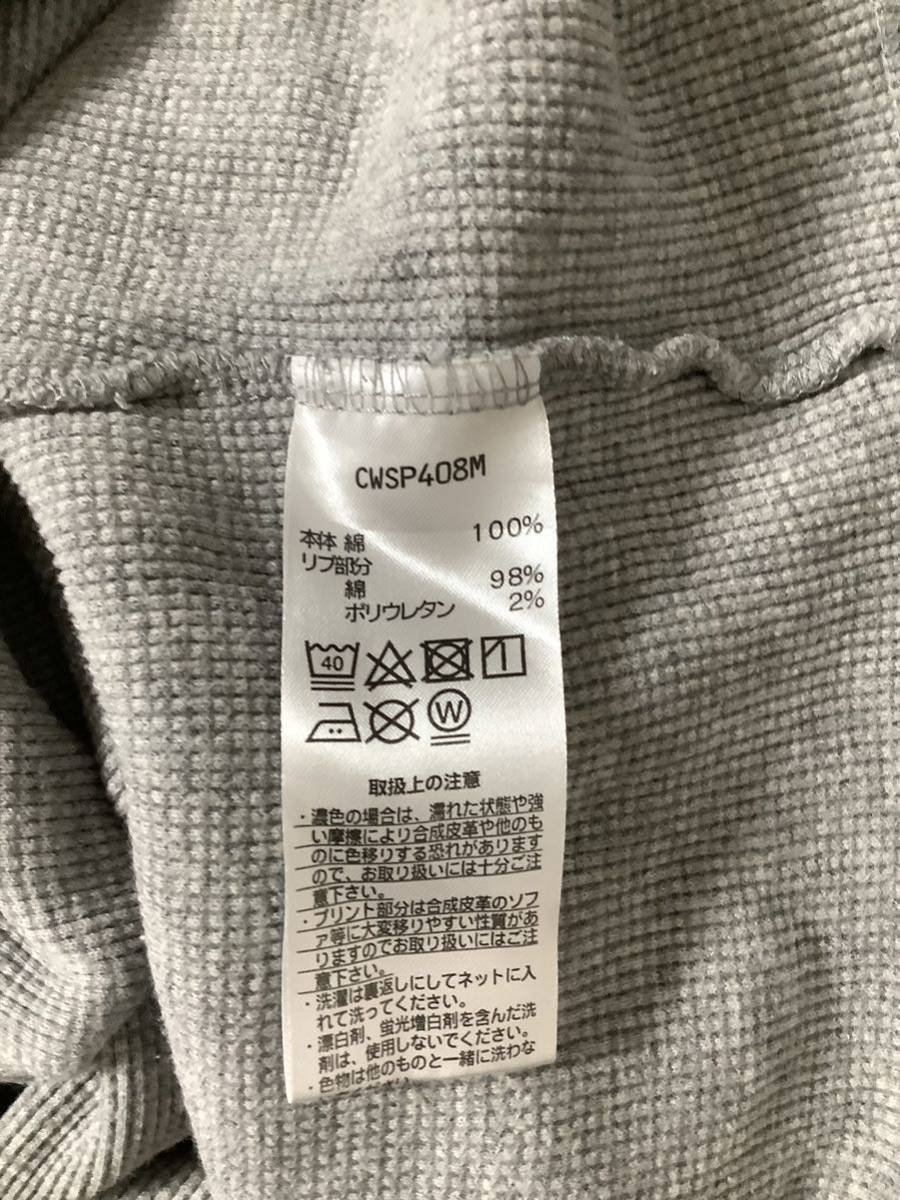 CWSP408M
本体 綿 100%
リブ部分
綿 98%
ポリウレタン 2%
40
W
取扱上の注意
・濃色の場合は、濡れた状態や強
い摩擦により合成皮革や他のも
のに色移りする恐れがあります
ので、お取り扱いには十分ご注
意下さい。
・プリント部分は合成皮革のソフ
ァ等に大変移りやすい性質があ
りますのでお取り扱いにはご注
意下さい。
・洗濯は裏返しにしてネットに入
れて洗ってください。
・漂白剤、蛍光増白剤を含んだ洗
剤は、使用しないでください。
・色物は他のものと一緒に洗わな